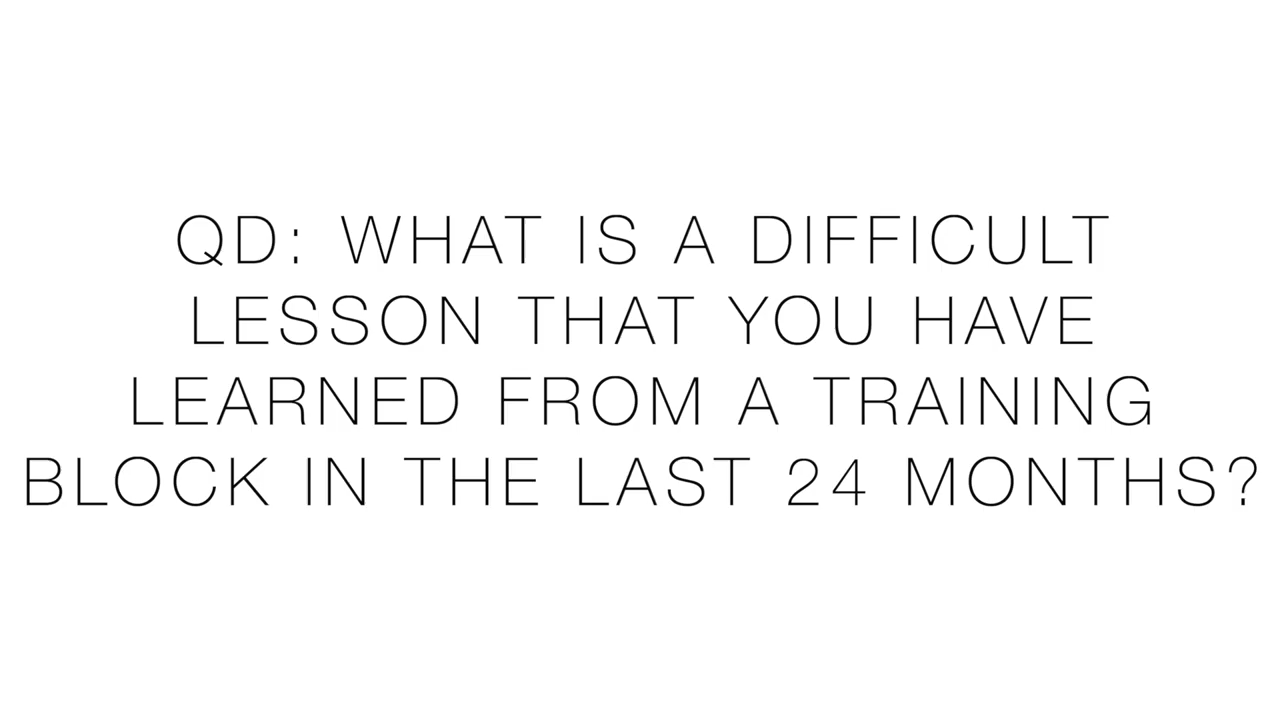 QD: WHAT IS A DIFFICULT
LESSON THAT YOU HAVE
LEARNED FROM A TRAINING
BLOCK IN THE LAST 24 MONTHS?